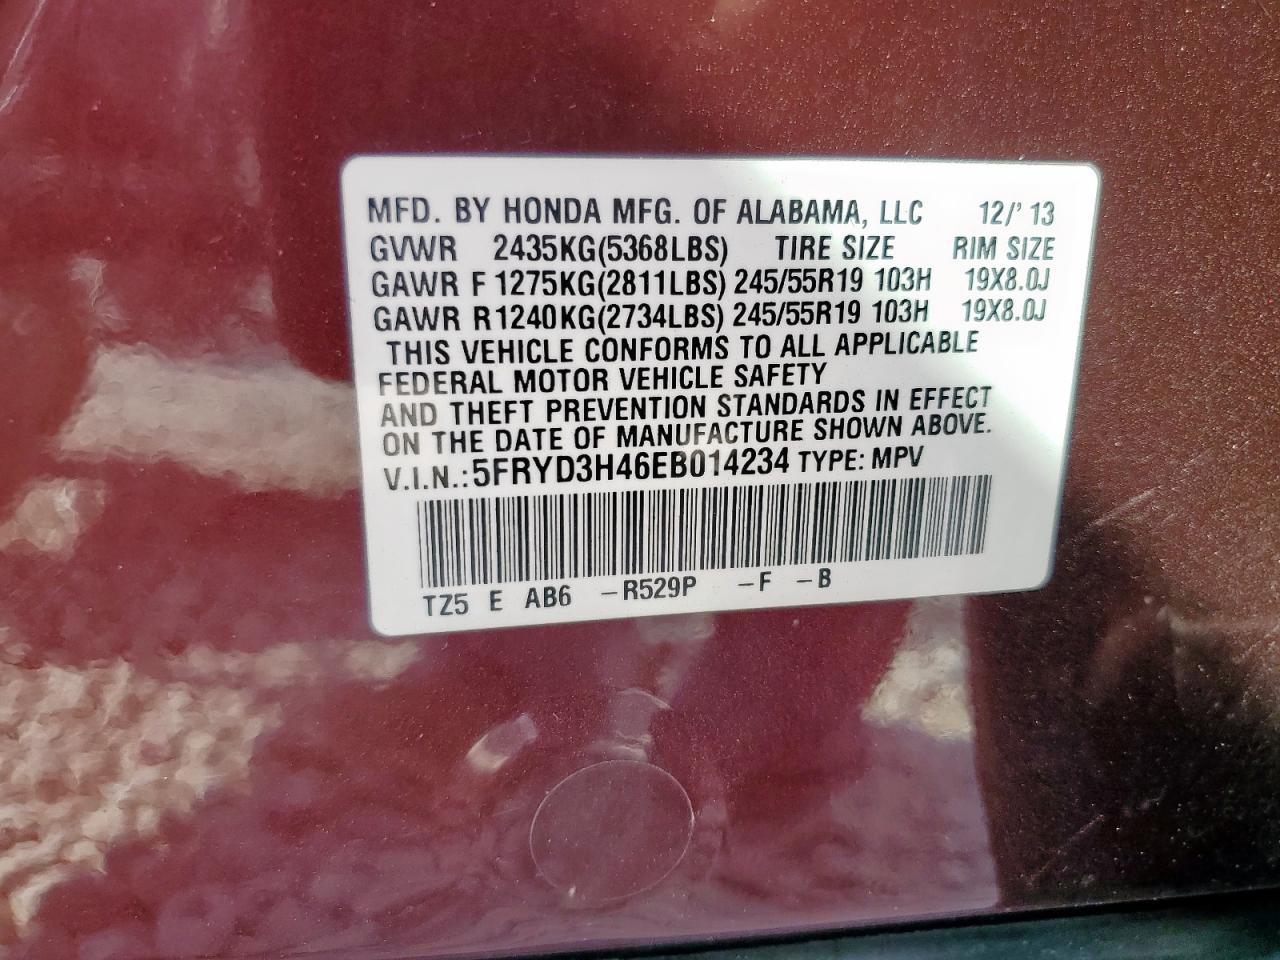 MFD. BY HONDA MFG. OF ALABAMA, LLC 12/' 13
GVWR 2435KG(5368LBS) TIRE SIZE RIM SIZE
GAWR F 1275KG(2811LBS) 245/55R19 103H 19X8.0J
GAWR R 1240KG(2734LBS) 245/55R19 103H 19X8.0J
THIS VEHICLE CONFORMS TO ALL APPLICABLE
FEDERAL MOTOR VEHICLE SAFETY
AND THEFT PREVENTION STANDARDS IN EFFECT
ON THE DATE OF MANUFACTURE SHOWN ABOVE.
V.I.N.: 5FRYD3H46EB014234 TYPE: MPV
TZ5 E AB6 -R529P -F -B